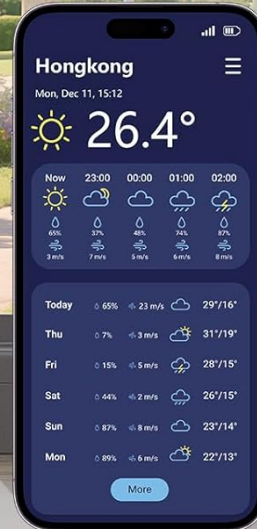 Hongkong
Mon, Dec 11, 15:12
26.4°
Now 23:00 00:00 01:00 02:00
65% 37% 48% 74% 87%
3 m/s 7 m/s 5 m/s 6 m/s 8 m/s
Today 65% 23 m/s 29°/16°
Thu 7% 3 m/s 31°/19°
Fri 15% 5 m/s 28°/15°
Sat 44% 2 m/s 26°/15°
Sun 87% 8 m/s 23°/14°
Mon 89% 6 m/s 22°/13°
More